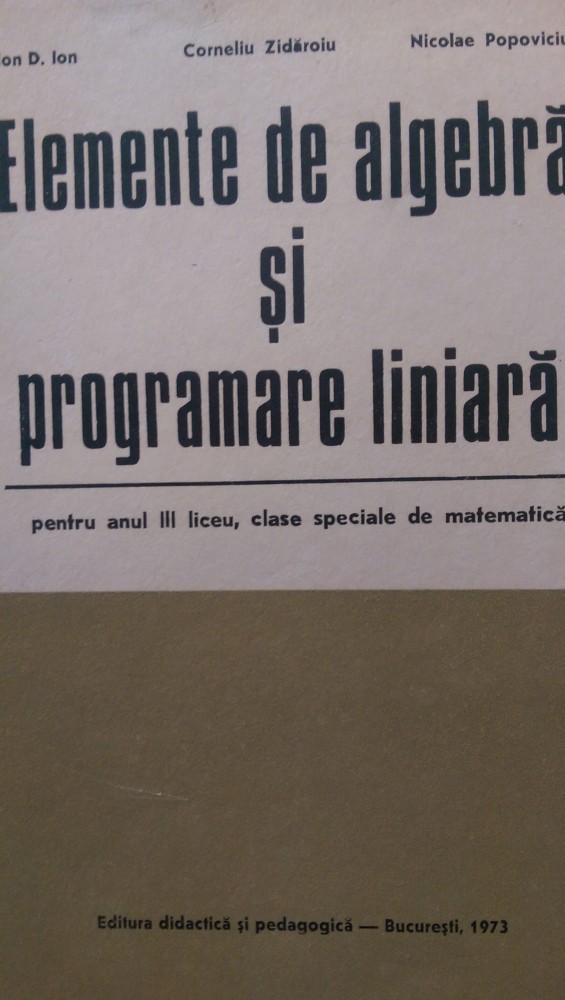 Ion D. Ion Corneliu Zidăroiu Nicolae Popoviciu
Elemente de algebră
și
programare liniară
pentru anul III liceu, clase speciale de matematică
Editura didactică și pedagogică — București, 1973